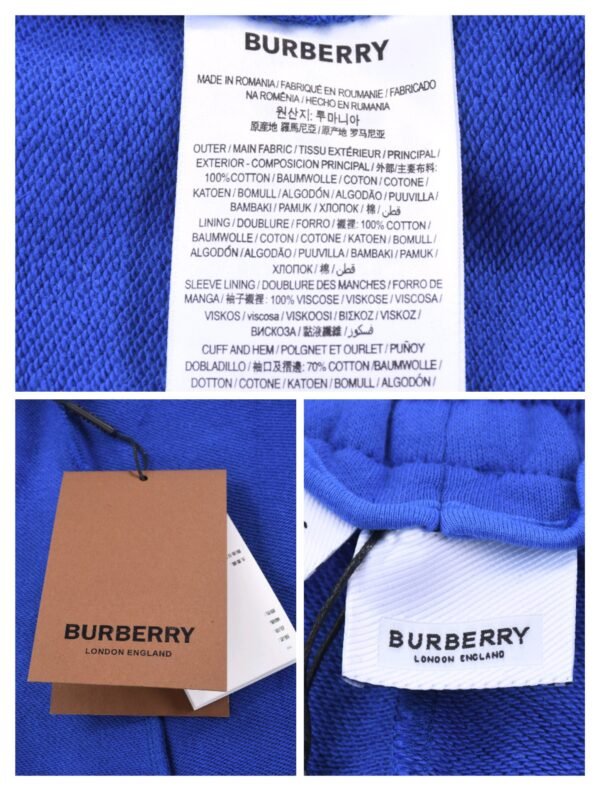 BURBERRY
MADE IN ROMANIA / FABRIQUÉ EN ROUMANIE / FABRICADO
NA ROMÊNIA / HECHO EN RUMANIA
원산지: 루마니아
原産地 羅馬尼亞 / 原产地 罗马尼亚
OUTER / MAIN FABRIC / TISSU EXTÉRIEUR / PRINCIPAL /
EXTERIOR - COMPOSICION PRINCIPAL / 外部/主要布料:
100%COTTON / BAUMWOLLE / COTON / COTONE /
KATOEN / BOMULL / ALGODÓN / ALGODÃO / PUUVILLA /
BAMBAKI / PAMUK / ХЛОПОК / 棉 / قطن /
LINING / DOUBLURE / FORRO / 襯裡: 100% COTTON /
BAUMWOLLE / COTON / COTONE / KATOEN / BOMULL /
ALGODÓN / ALGODÃO / PUUVILLA / BAMBAKI / PAMUK /
ХЛОПОК / 棉 / قطن /
SLEEVE LINING / DOUBLURE DES MANCHES / FORRO DE
MANGA / 袖子襯裡: 100% VISCOSE / VISKOSE / VISCOSA /
VISKOS / viscosa / VISKOOSI / ΒΙΣΚΟΖ / VISKOZ /
ВИСКОЗА / 黏液纖維 / فسكوز /
CUFF AND HEM / POLGNET ET OURLET / PUÑOY
DOBLADILLO / 袖口及摺邊: 70% COTTON /BAUMWOLLE /
DOTTON / COTONE / KATOEN / BOMULL / ALGODÓN /
BURBERRY
LONDON ENGLAND
BURBERRY
LONDON ENGLAND